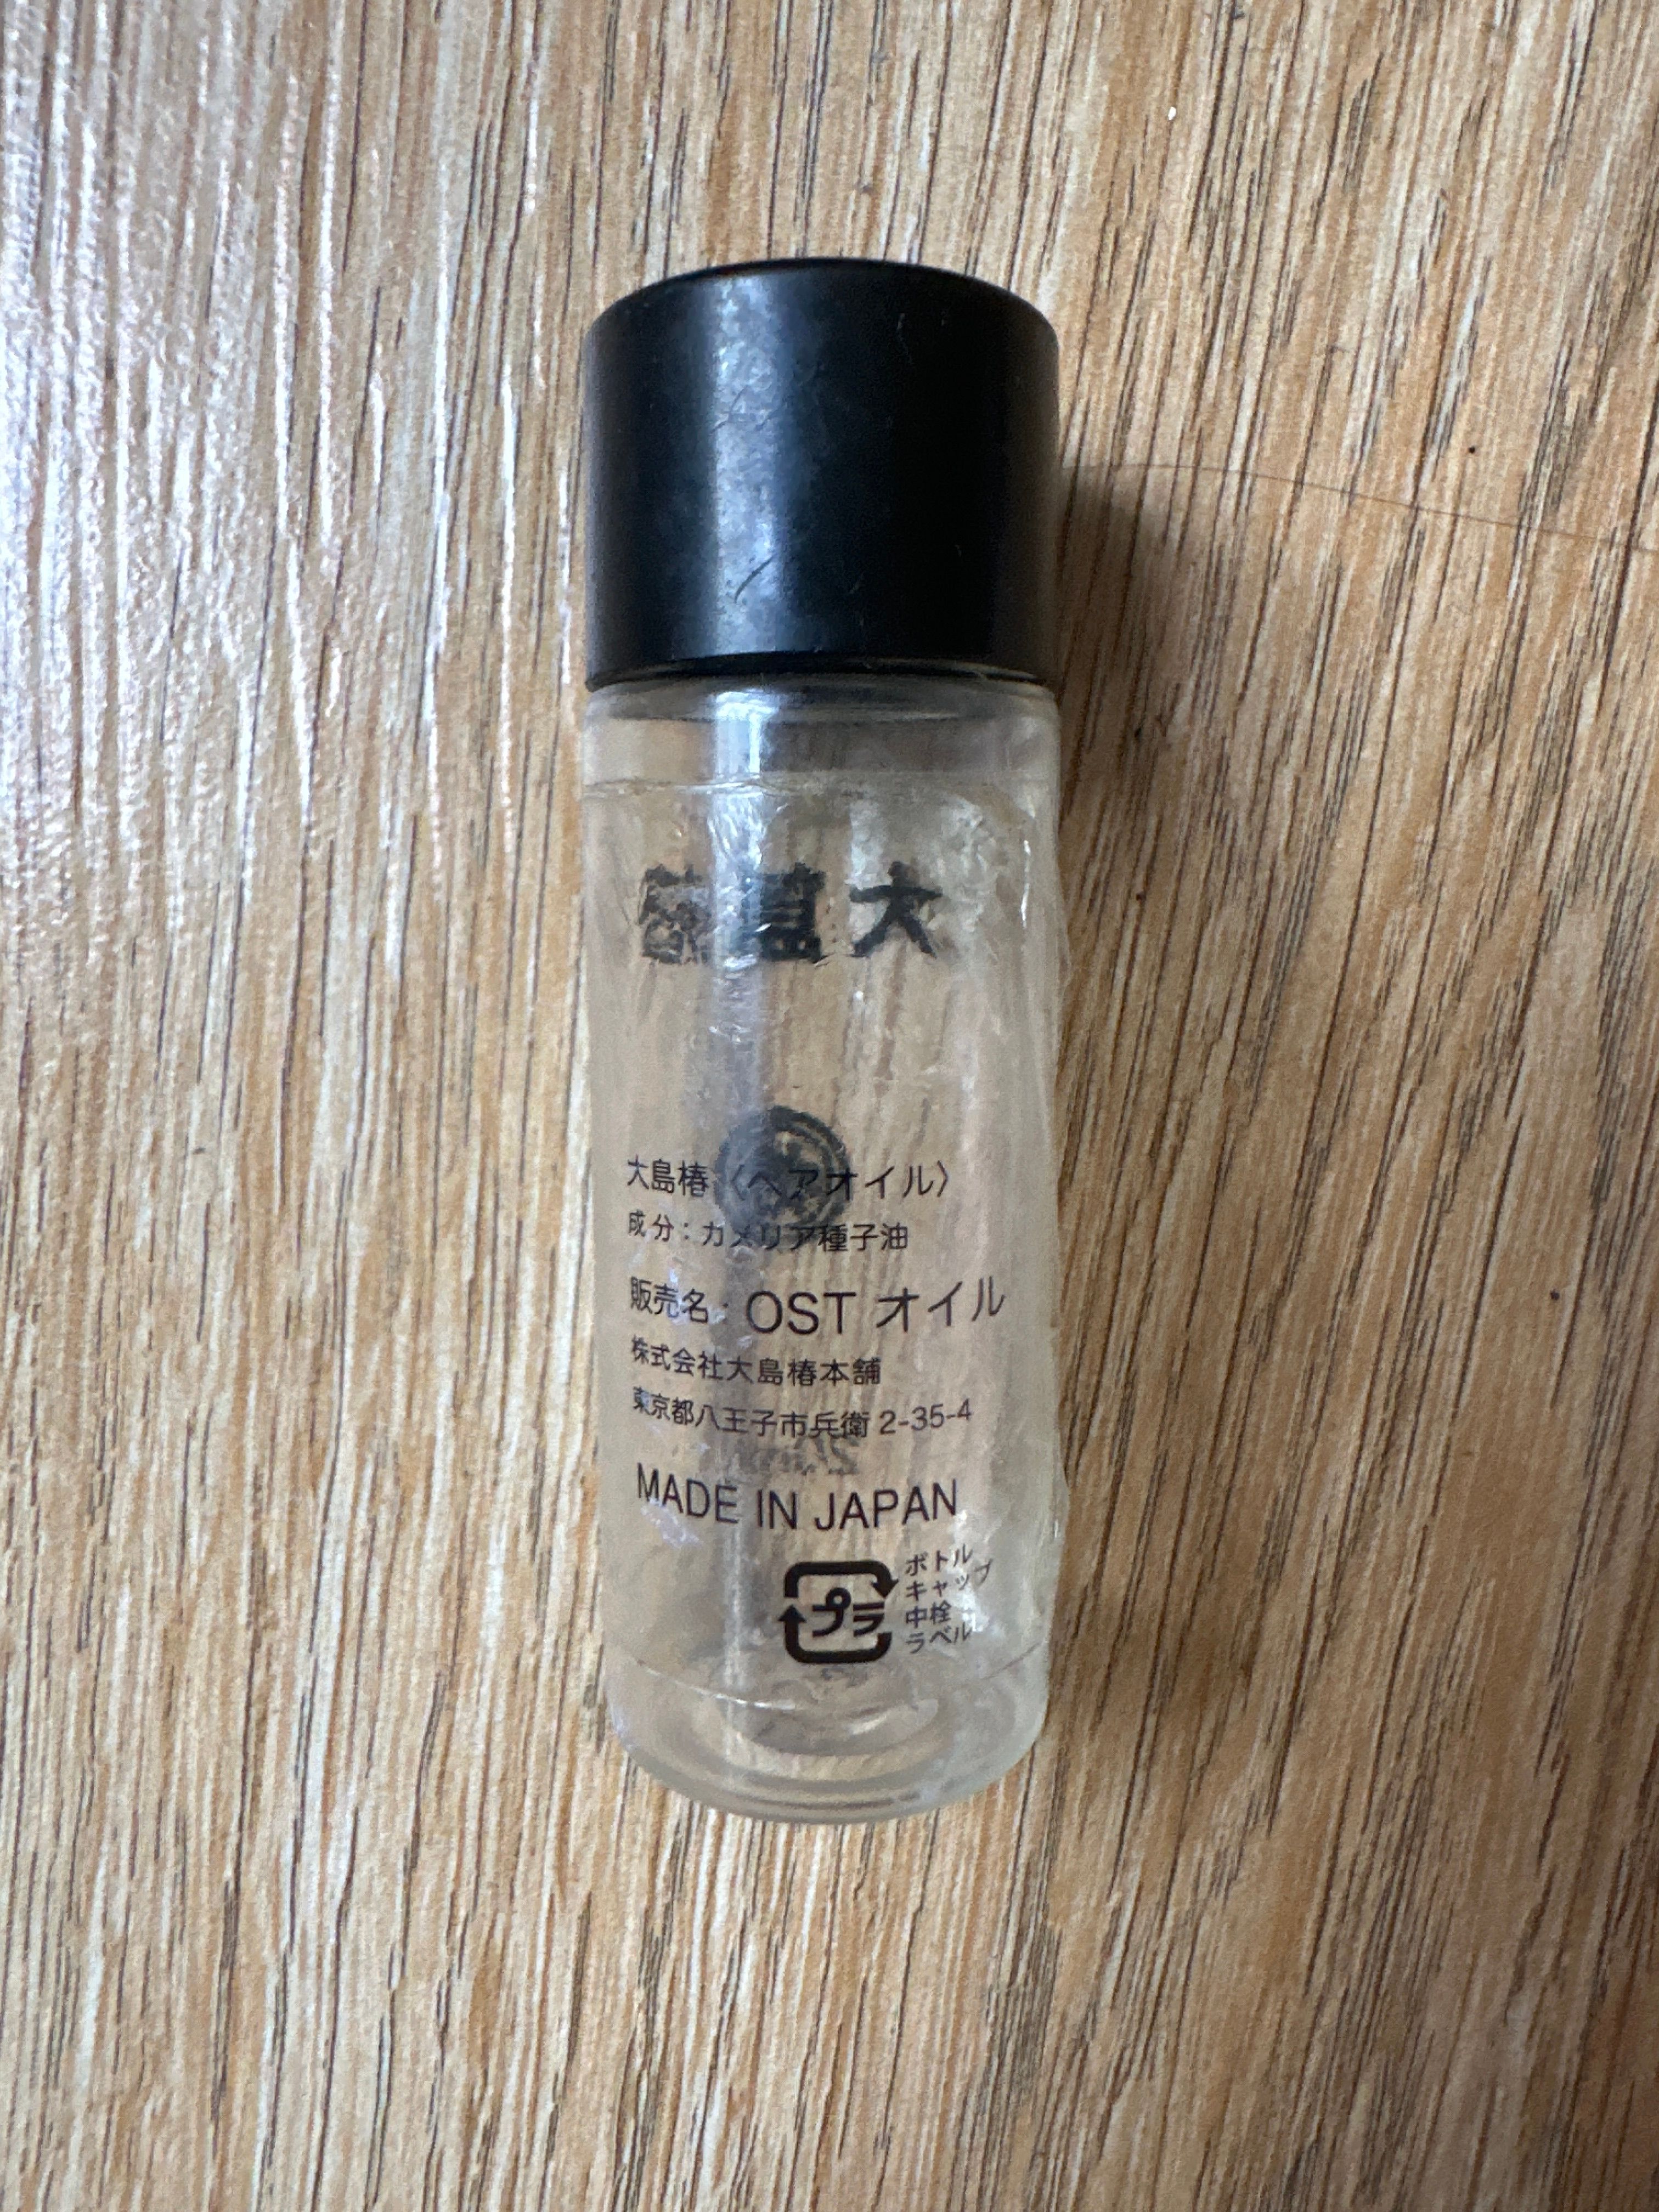 大島椿〈ヘアオイル〉
成分：カメリア種子油
販売名：OST オイル
株式会社大島椿本舗
東京都八王子市兵衛 2-35-4
MADE IN JAPAN
プラ
ボトル
キャップ
中栓
ラベル